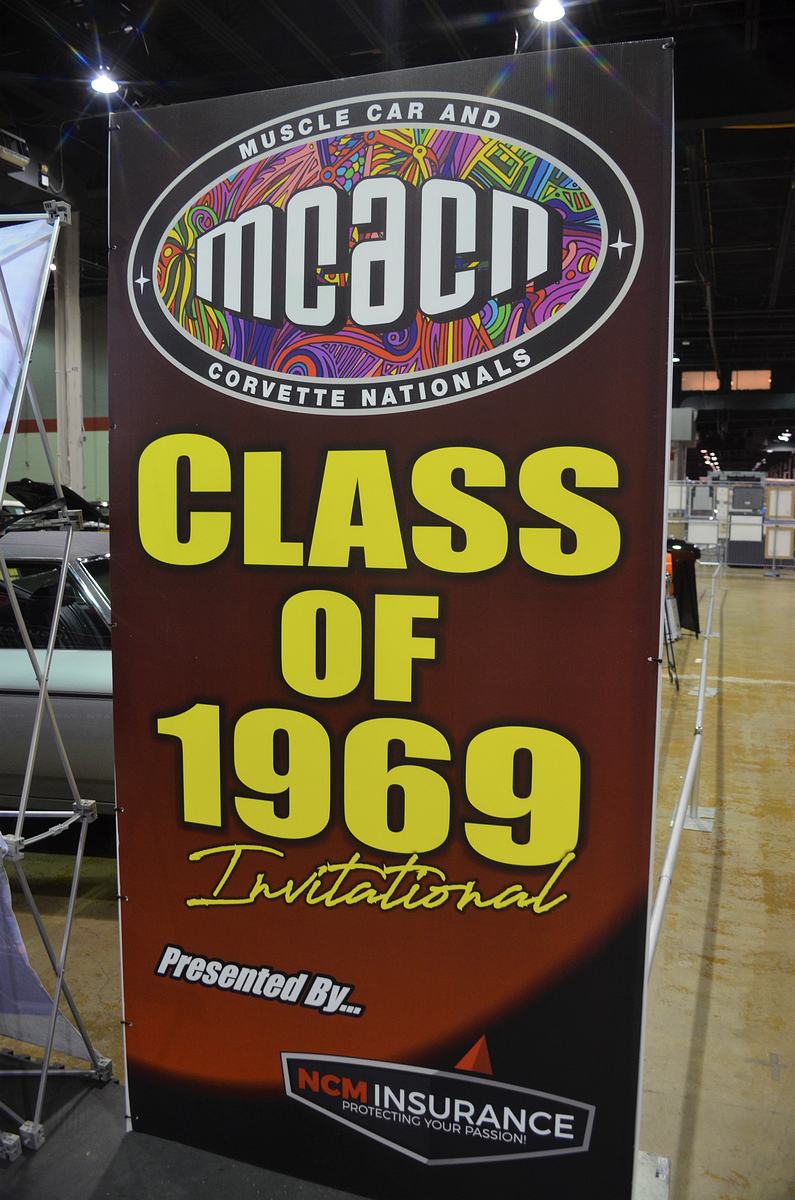 MUSCLE CAR AND
mcacn
CORVETTE NATIONALS
CLASS
OF
1969
Invitational
Presented By...
NCM INSURANCE
PROTECTING YOUR PASSION!